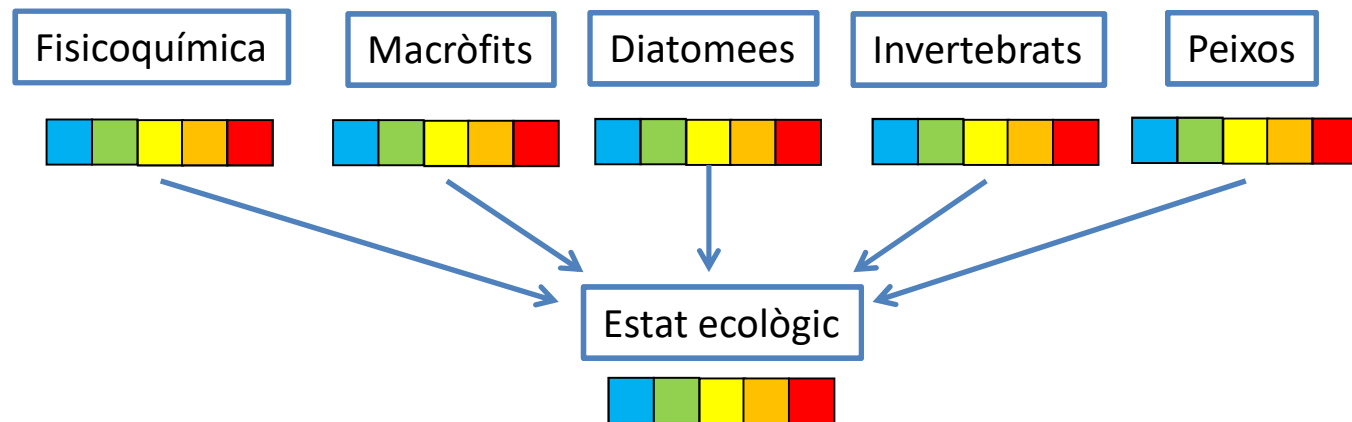 Fisicoquímica
Macròfits
Diatomees
Invertebrats
Peixos
Estat ecològic